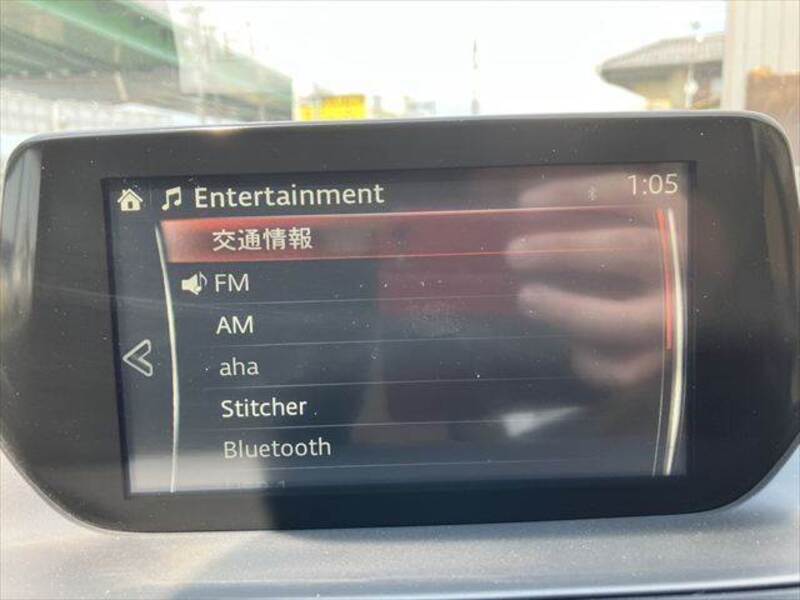 Entertainment
1:05
交通情報
FM
AM
aha
Stitcher
Bluetooth